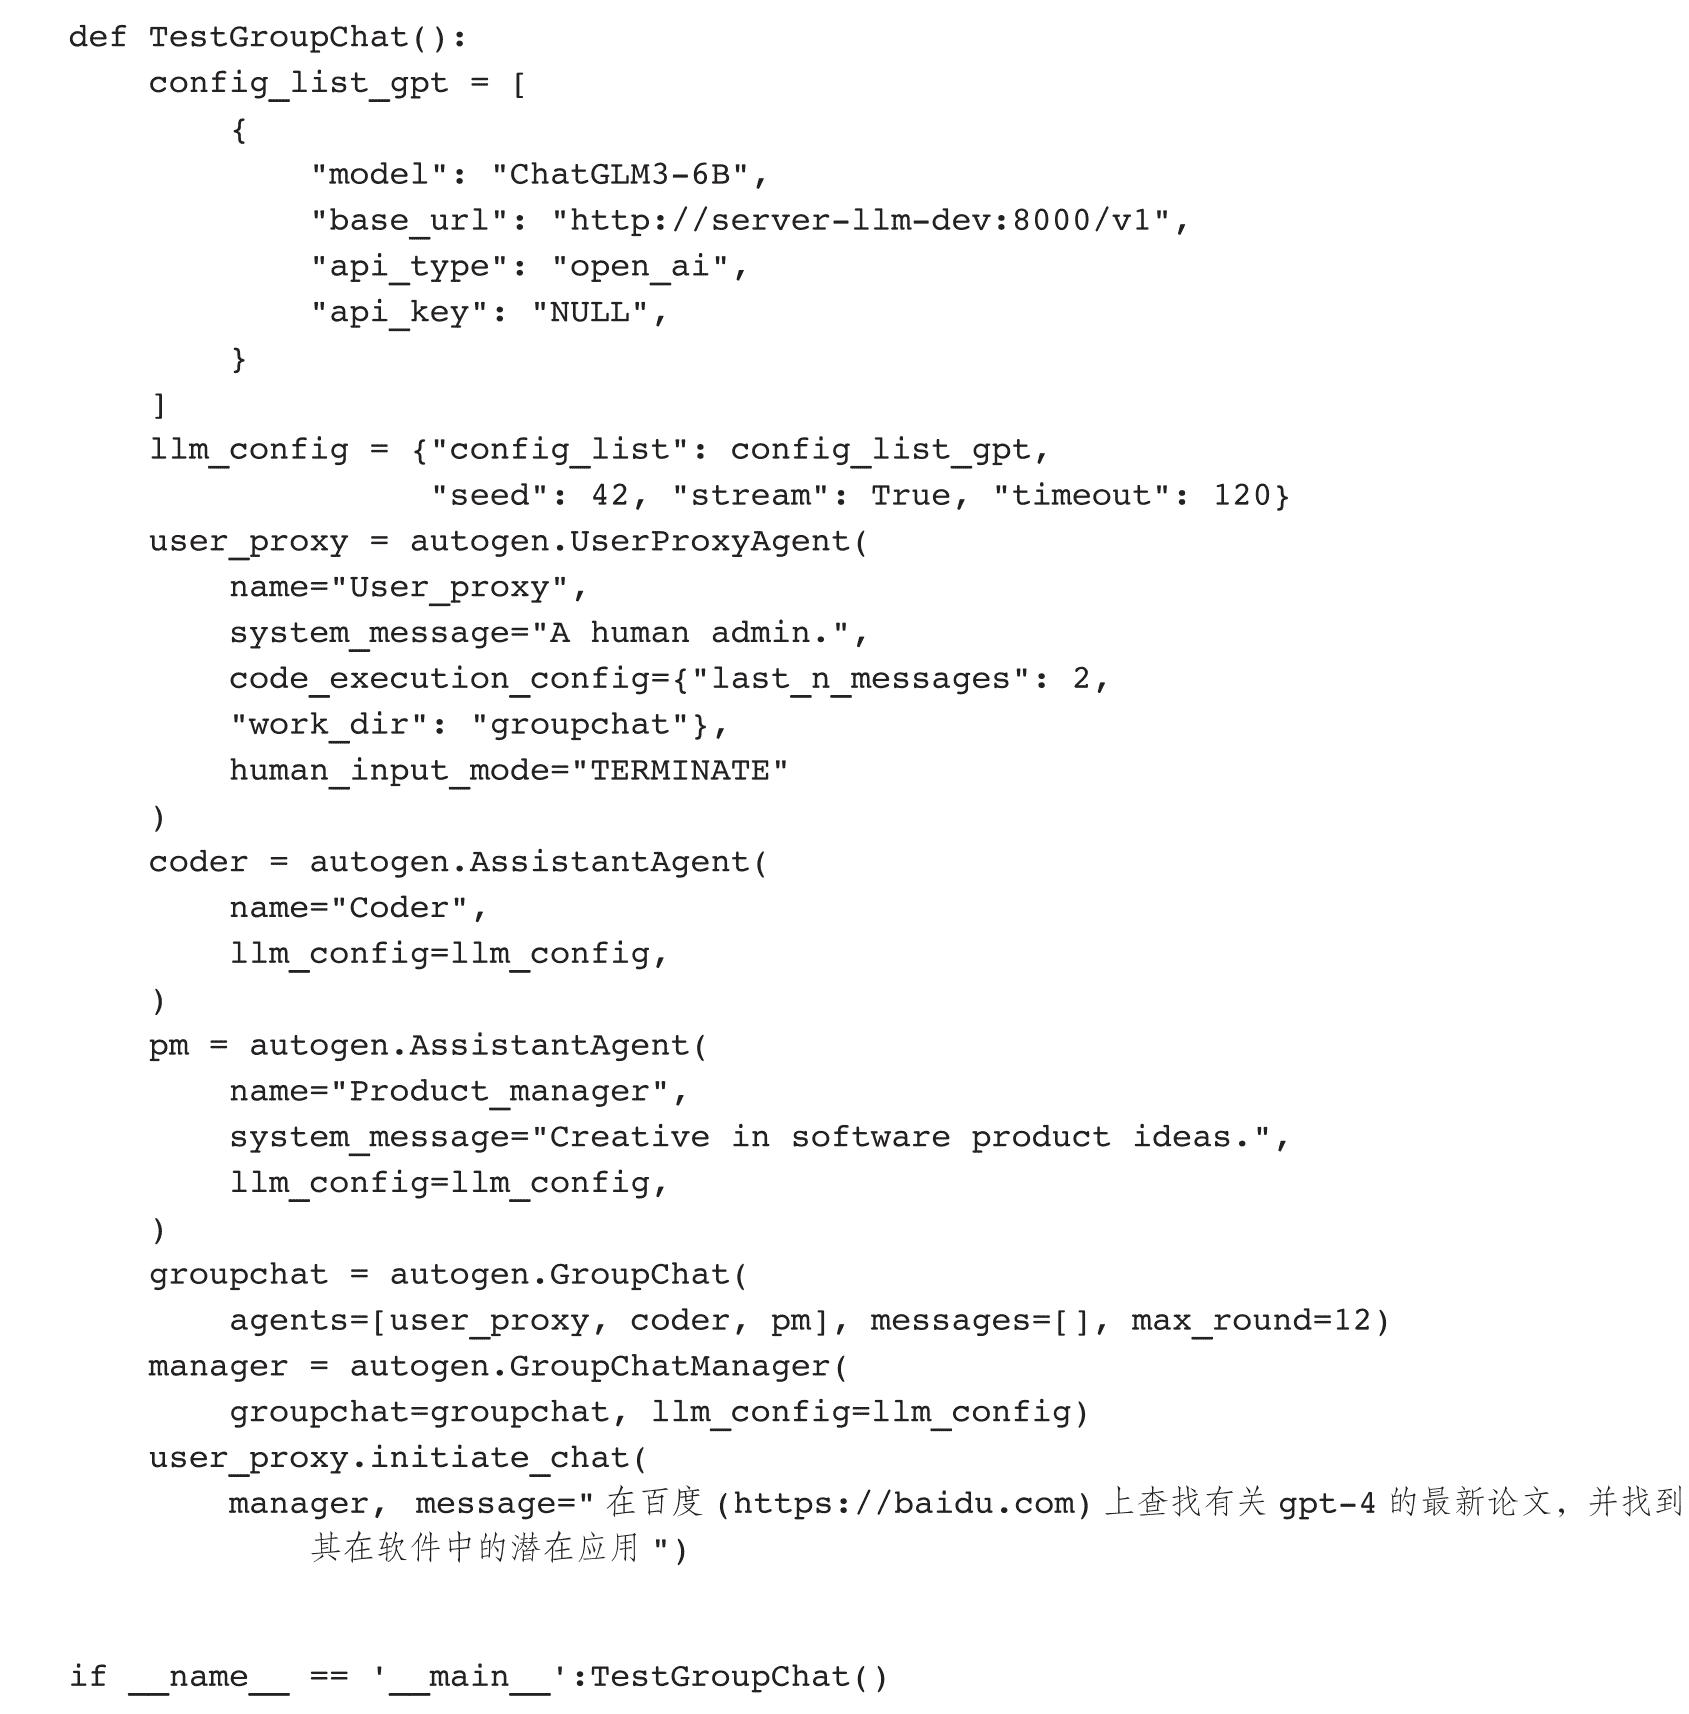 def TestGroupChat():
    config_list_gpt = [
        {
            "model": "ChatGLM3-6B",
            "base_url": "http://server-llm-dev:8000/v1",
            "api_type": "open_ai",
            "api_key": "NULL",
        }
    ]
    llm_config = {"config_list": config_list_gpt,
                  "seed": 42, "stream": True, "timeout": 120}
    user_proxy = autogen.UserProxyAgent(
        name="User_proxy",
        system_message="A human admin.",
        code_execution_config={"last_n_messages": 2,
        "work_dir": "groupchat"},
        human_input_mode="TERMINATE"
    )
    coder = autogen.AssistantAgent(
        name="Coder",
        llm_config=llm_config,
    )
    pm = autogen.AssistantAgent(
        name="Product_manager",
        system_message="Creative in software product ideas.",
        llm_config=llm_config,
    )
    groupchat = autogen.GroupChat(
        agents=[user_proxy, coder, pm], messages=[], max_round=12)
    manager = autogen.GroupChatManager(
        groupchat=groupchat, llm_config=llm_config)
    user_proxy.initiate_chat(
        manager, message="在百度(https://baidu.com)上查找有关gpt-4的最新论文，并找到
            其在软件中的潜在应用")
if __name__ == '__main__':TestGroupChat()